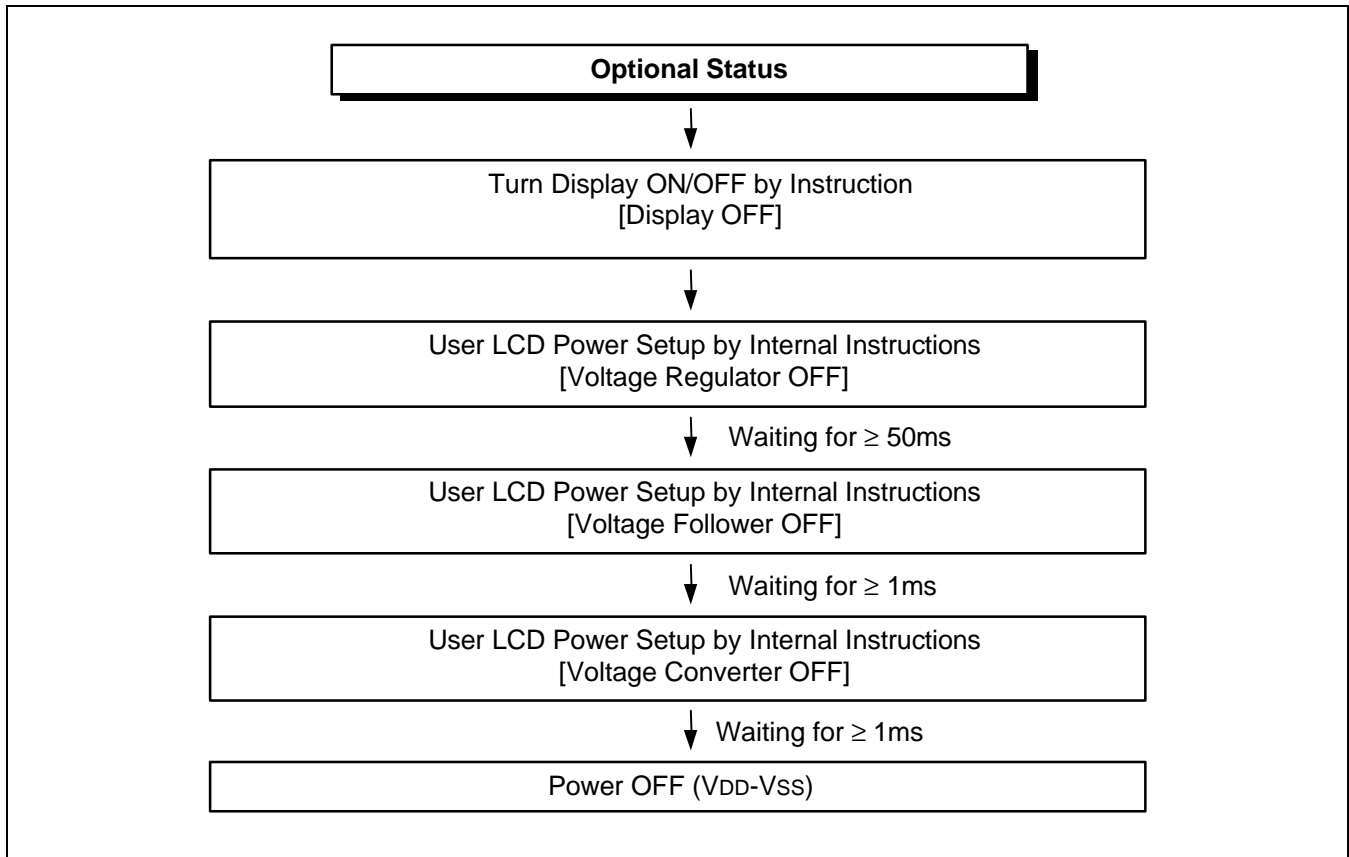 Optional Status
Turn Display ON/OFF by Instruction
[Display OFF]
User LCD Power Setup by Internal Instructions
[Voltage Regulator OFF]
Waiting for ≥ 50ms
User LCD Power Setup by Internal Instructions
[Voltage Follower OFF]
Waiting for ≥ 1ms
User LCD Power Setup by Internal Instructions
[Voltage Converter OFF]
Waiting for ≥ 1ms
Power OFF (VDD-VSS)